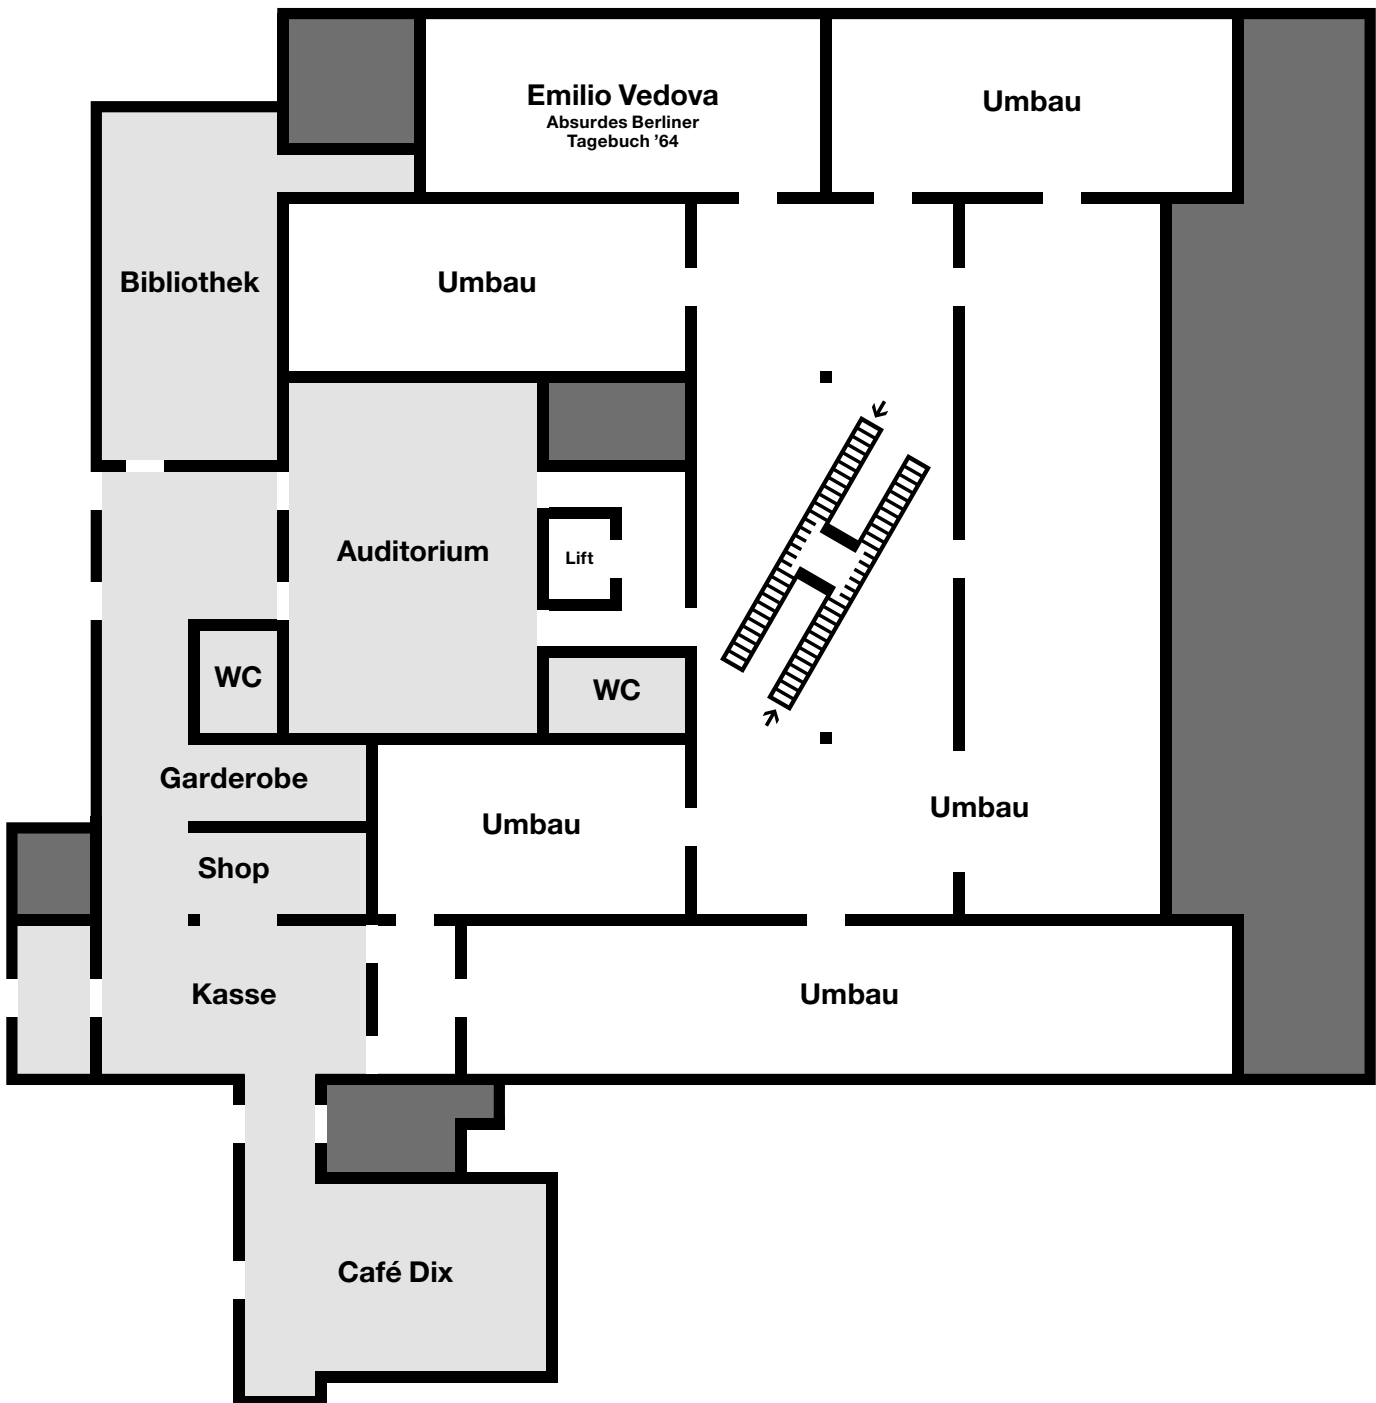 Emilio Vedova
Absurdes Berliner
Tagebuch ’64
Umbau
Bibliothek
Umbau
Auditorium
Lift
WC
WC
Garderobe
Umbau
Umbau
Shop
Kasse
Umbau
Café Dix